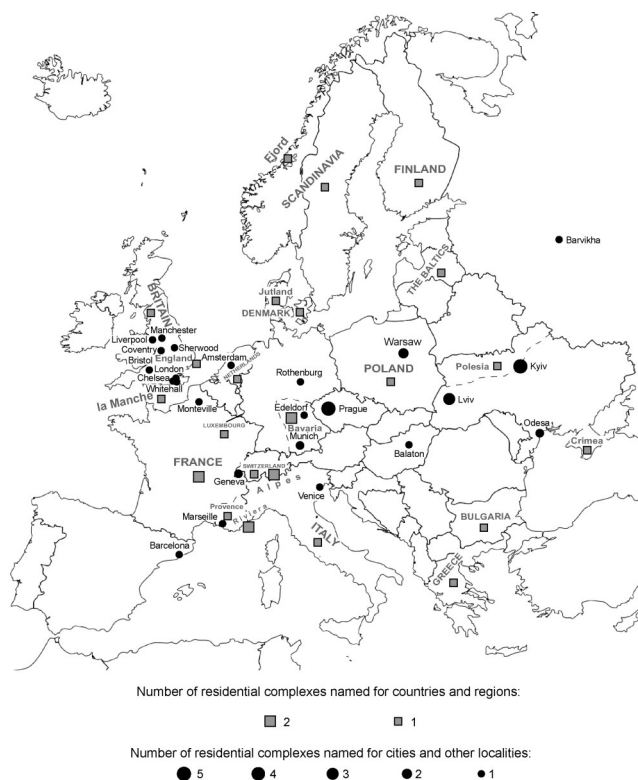 Fjord
SCANDINAVIA
FINLAND
Barvikha
THE BALTICS
Jutland
DENMARK
BRITAIN
Manchester
Liverpool
Sherwood
Coventry
England
Bristol
London
Chelsea
Whitehall
la Manche
Amsterdam
NETHERLANDS
Monteville
LUXEMBOURG
Rothenburg
Warsaw
POLAND
Polesia
Kyiv
Lviv
Edeldorf
Prague
Bavaria
Munich
Odesa
Crimea
Balaton
FRANCE
SWITZERLAND
Geneva
Alpes
Venice
Provence
Marseille
Riviera
Barcelona
ITALY
BULGARIA
GREECE
Number of residential complexes named for countries and regions:
2 1
Number of residential complexes named for cities and other localities:
5 4 3 2 1